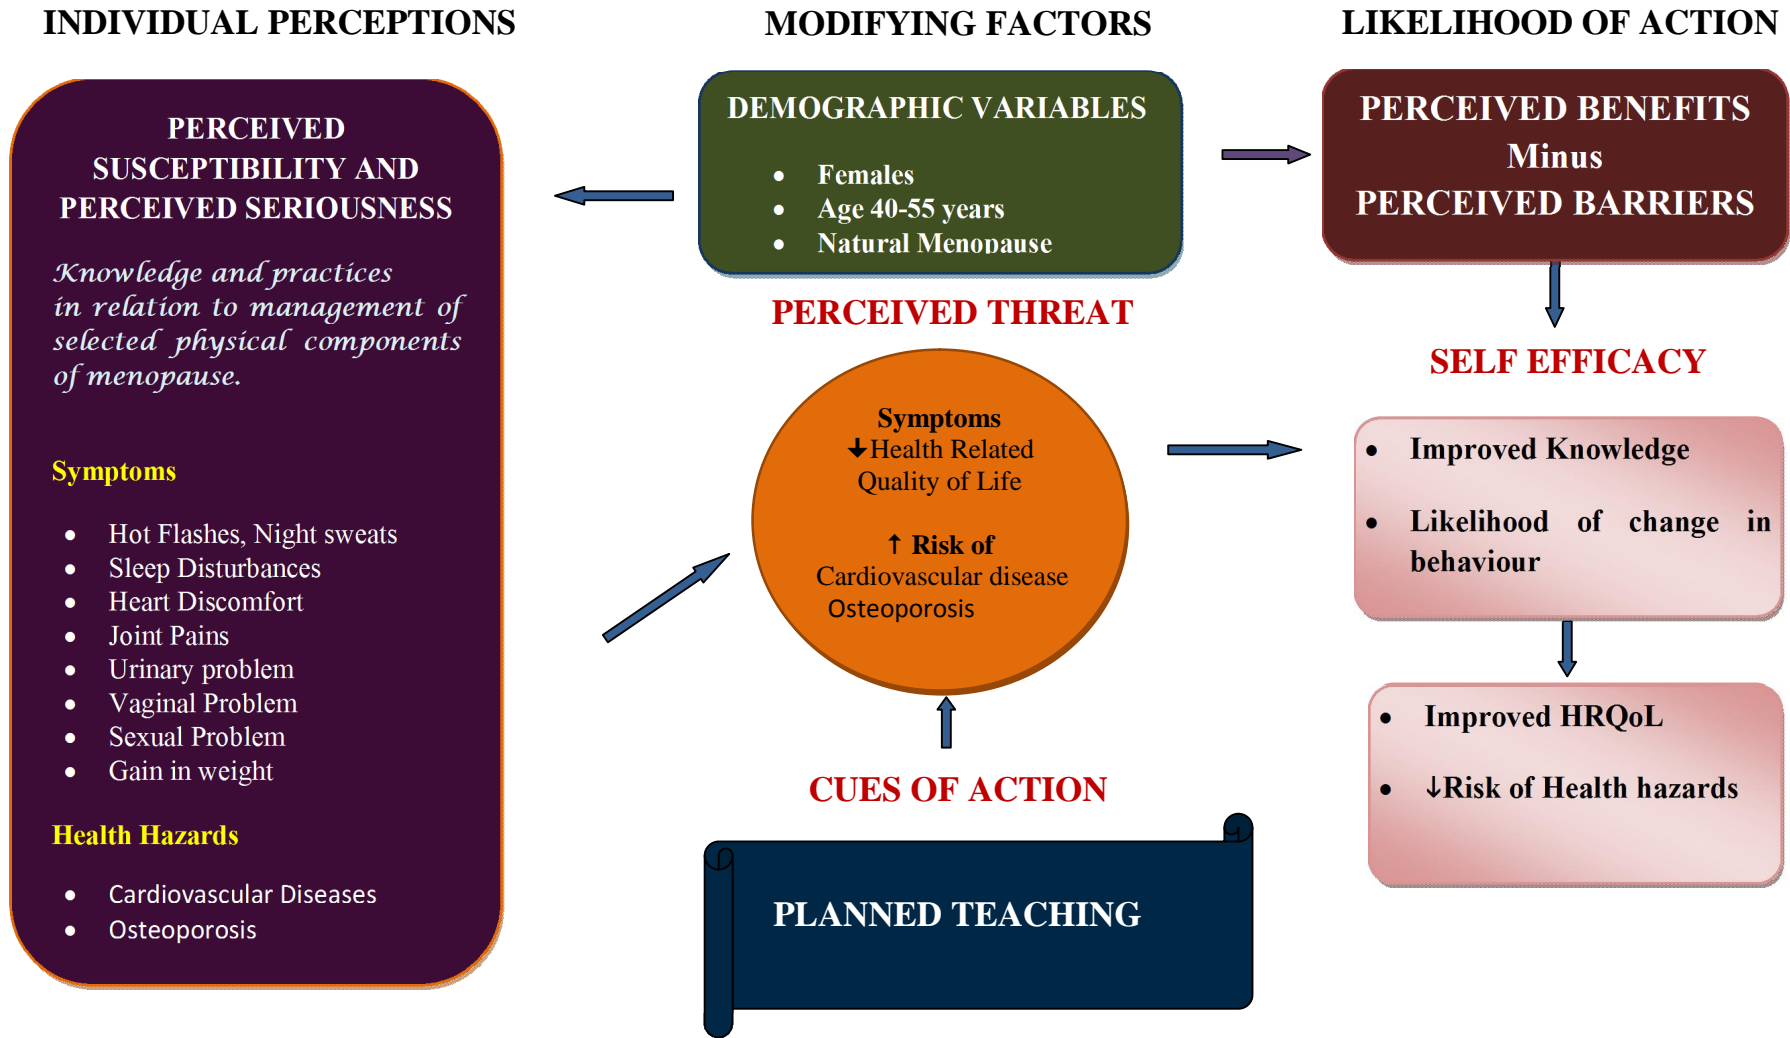 INDIVIDUAL PERCEPTIONS
PERCEIVED
SUSCEPTIBILITY AND
PERCEIVED SERIOUSNESS
Knowledge and practices
in relation to management of
selected physical components
of menopause.
Symptoms
• Hot Flashes, Night sweats
• Sleep Disturbances
• Heart Discomfort
• Joint Pains
• Urinary problem
• Vaginal Problem
• Sexual Problem
• Gain in weight
Health Hazards
• Cardiovascular Diseases
• Osteoporosis
MODIFYING FACTORS
DEMOGRAPHIC VARIABLES
• Females
• Age 40-55 years
• Natural Menopause
PERCEIVED THREAT
Symptoms
↓Health Related
Quality of Life
↑ Risk of
Cardiovascular disease
Osteoporosis
CUES OF ACTION
PLANNED TEACHING
LIKELIHOOD OF ACTION
PERCEIVED BENEFITS
Minus
PERCEIVED BARRIERS
SELF EFFICACY
• Improved Knowledge
• Likelihood of change in
behaviour
• Improved HRQoL
• ↓Risk of Health hazards